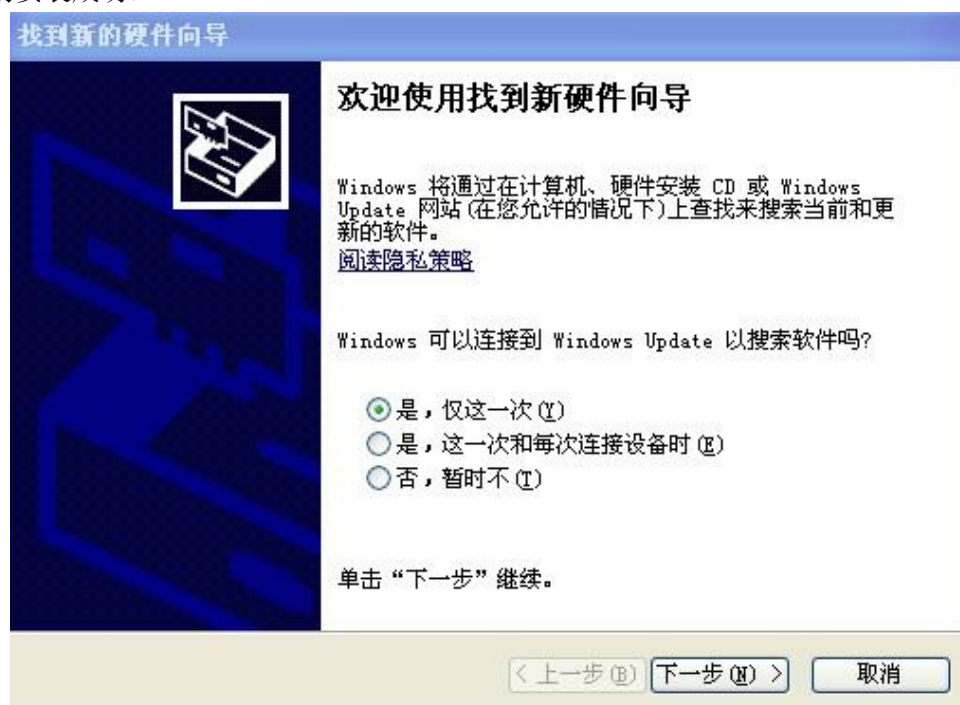 找到新的硬件向导
欢迎使用找到新硬件向导
Windows 将通过在计算机、硬件安装 CD 或 Windows
Update 网站(在您允许的情况下)上查找来搜索当前和更
新的软件。
阅读隐私策略
Windows 可以连接到 Windows Update 以搜索软件吗?
是，仅这一次(Y)
是，这一次和每次连接设备时(E)
否，暂时不(T)
单击“下一步”继续。
< 上一步(B) 下一步(N) > 取消